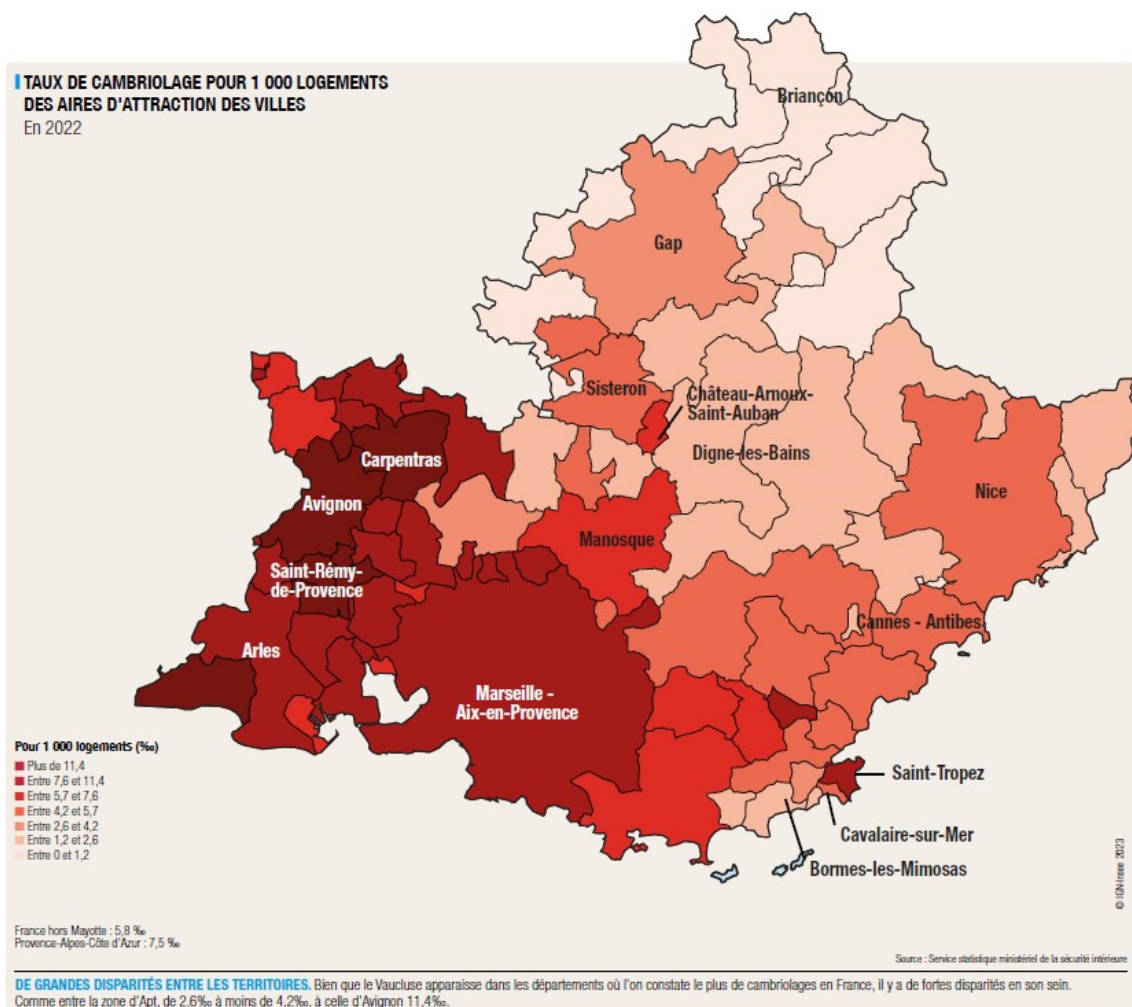 TAUX DE CAMBRIOLAGE POUR 1 000 LOGEMENTS
DES AIRES D'ATTRACTION DES VILLES
En 2022
Briançon
Gap
Sisteron
Château-Arnoux-
Saint-Auban
Digne-les-Bains
Carpentras
Avignon
Nice
Manosque
Saint-Rémy-
de-Provence
Cannes - Antibes
Arles
Marseille -
Aix-en-Provence
Saint-Tropez
Cavalaire-sur-Mer
Bormes-les-Mimosas
Pour 1 000 logements (‰)
Plus de 11,4
Entre 7,6 et 11,4
Entre 5,7 et 7,6
Entre 4,2 et 5,7
Entre 2,6 et 4,2
Entre 1,2 et 2,6
Entre 0 et 1,2
© IGN-Insee 2023
France hors Mayotte : 5,8 ‰
Provence-Alpes-Côte d'Azur : 7,5 ‰
Source : Service statistique ministériel de la sécurité intérieure
DE GRANDES DISPARITÉS ENTRE LES TERRITOIRES. Bien que le Vaucluse apparaisse dans les départements où l'on constate le plus de cambriolages en France, il y a de fortes disparités en son sein.
Comme entre la zone d'Apt, de 2,6‰ à moins de 4,2‰, à celle d'Avignon 11,4‰.